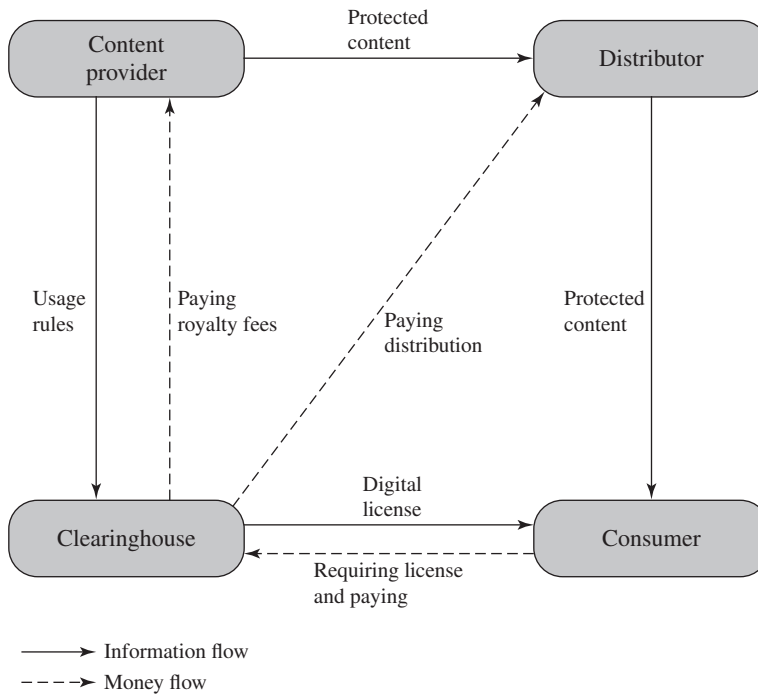 Protected
content
Content
provider
Distributor
Usage
rules
Paying
royalty fees
Paying
distribution
Protected
content
Digital
license
Clearinghouse
Consumer
Requiring license
and paying
Information flow
Money flow